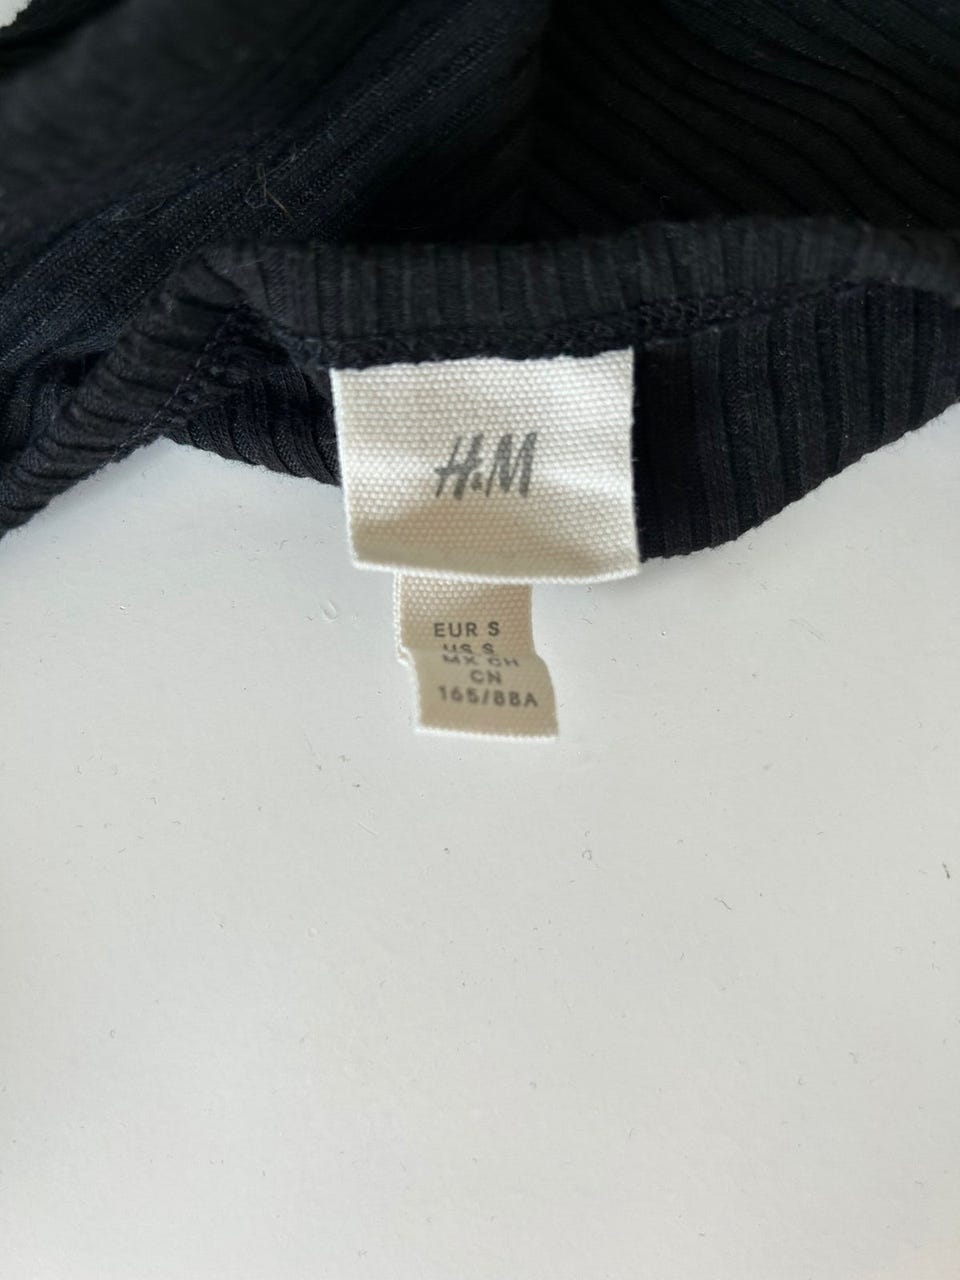 H&M
EUR S
US S
MX CH
CN
165/88A